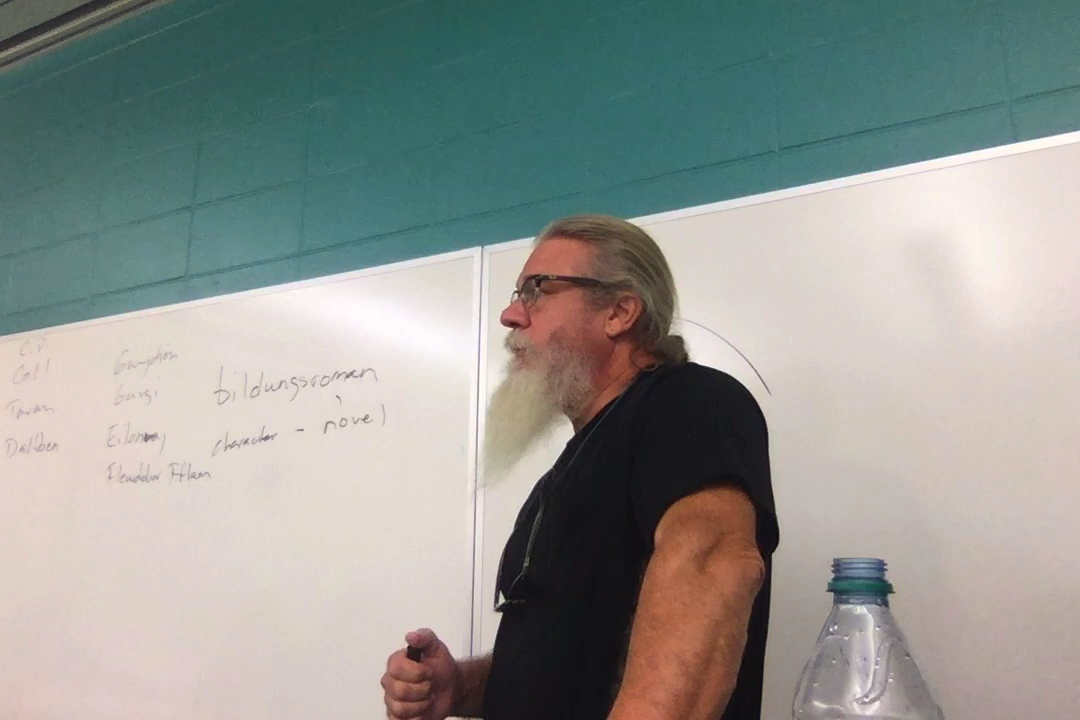 C.P.
Coll
Taran
Dallben
Gwydion
Gurgi
Eilonwy
Flewddur Fflam
bildungsroman
character - novel